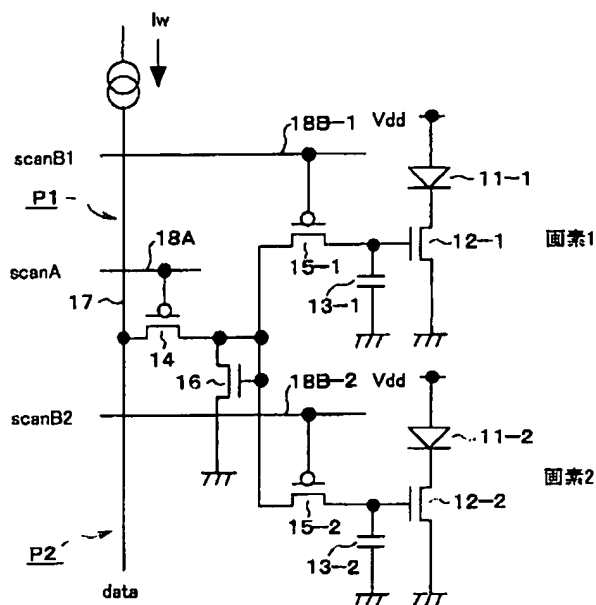 Iw
18B-1
Vdd
scanB1
11-1
P1
18A
12-1
画素1
scanA
15-1
13-1
17
14
16
18B-2
Vdd
scanB2
11-2
画素2
12-2
15-2
P2
13-2
data